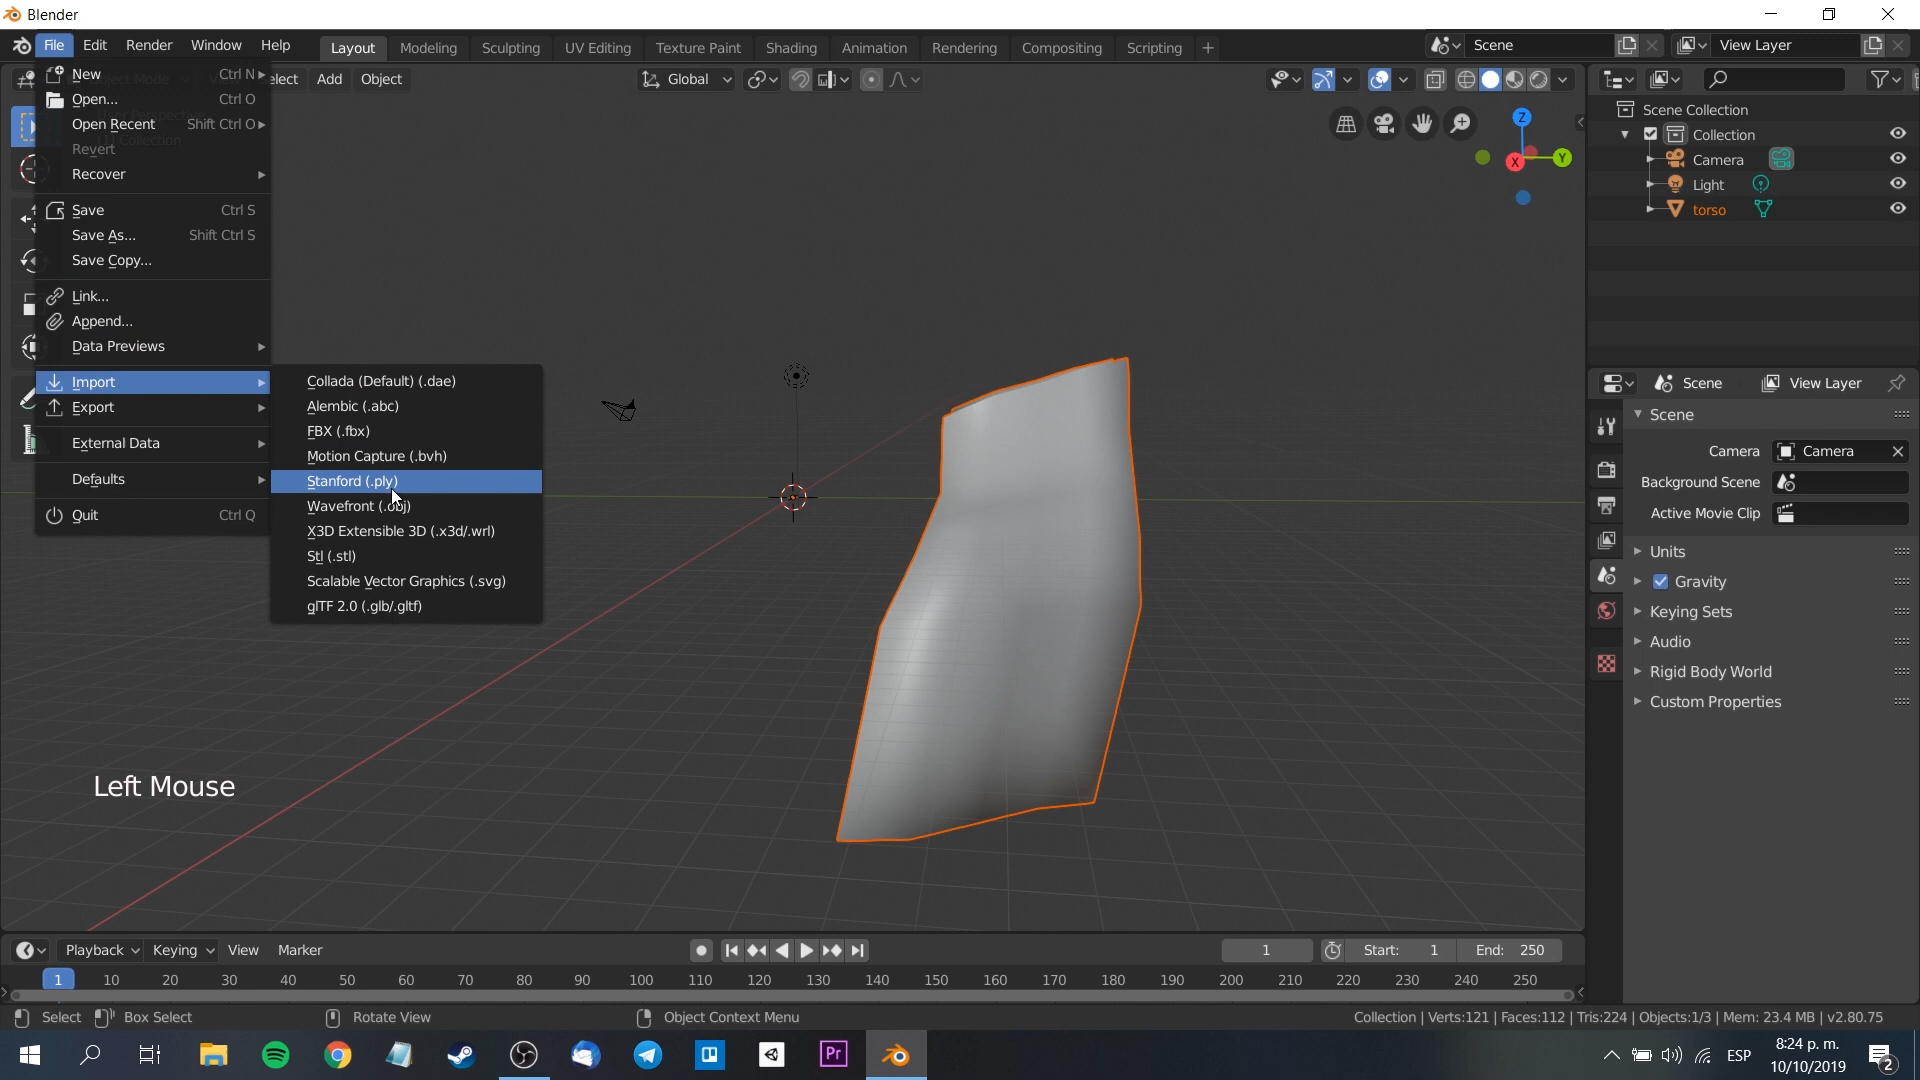 Blender
File Edit Render Window Help Layout Modeling Sculpting UV Editing Texture Paint Shading Animation Rendering Compositing Scripting + Scene View Layer
New Ctrl N
elect Add Object Global
Open... Ctrl O
Open Recent Shift Ctrl O
Revert
Recover
Save Ctrl S
Save As... Shift Ctrl S
Save Copy...
Link...
Append...
Data Previews
Import
Export
External Data
Defaults
Quit Ctrl Q
Collada (Default) (.dae)
Alembic (.abc)
FBX (.fbx)
Motion Capture (.bvh)
Stanford (.ply)
Wavefront (.obj)
X3D Extensible 3D (.x3d/.wrl)
Stl (.stl)
Scalable Vector Graphics (.svg)
glTF 2.0 (.glb/.gltf)
Z
X Y
Scene Collection
Collection
Camera
Light
torso
Scene View Layer
Scene
Camera Camera
Background Scene
Active Movie Clip
Units
Gravity
Keying Sets
Audio
Rigid Body World
Custom Properties
Left Mouse
Playback Keying View Marker 1 Start: 1 End: 250
1 10 20 30 40 50 60 70 80 90 100 110 120 130 140 150 160 170 180 190 200 210 220 230 240 250
Select Box Select Rotate View Object Context Menu Collection | Verts:121 | Faces:112 | Tris:224 | Objects:1/3 | Mem: 23.4 MB | v2.80.75
Pr ESP 8:24 p. m.
10/10/2019 2